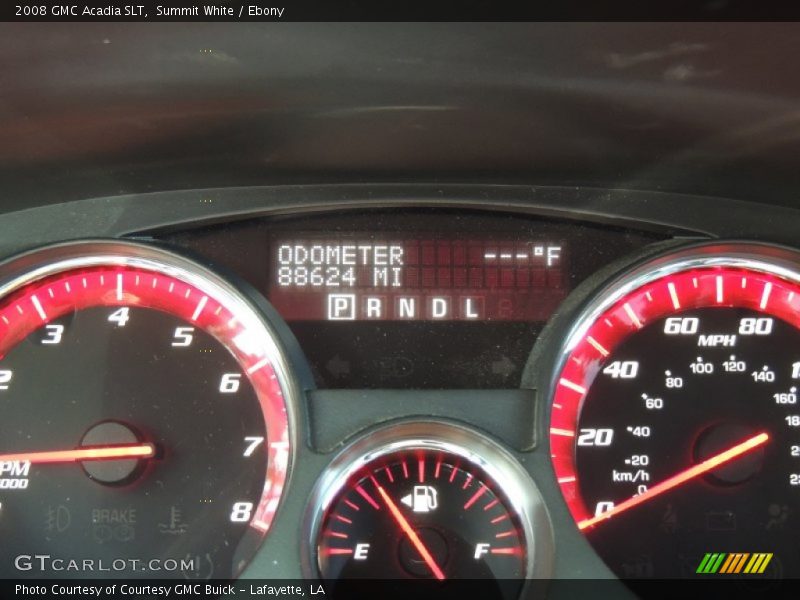 2008 GMC Acadia SLT,  Summit White / Ebony
ODOMETER ---°F
88624 MI
P R N D L
2 3 4 5 6 7 8
RPM
0 20 40 60 80
MPH
0 20 40 60 80 100 120 140 160
km/h
BRAKE
E F
GTCARLOT.COM
Photo Courtesy of Courtesy GMC Buick - Lafayette, LA